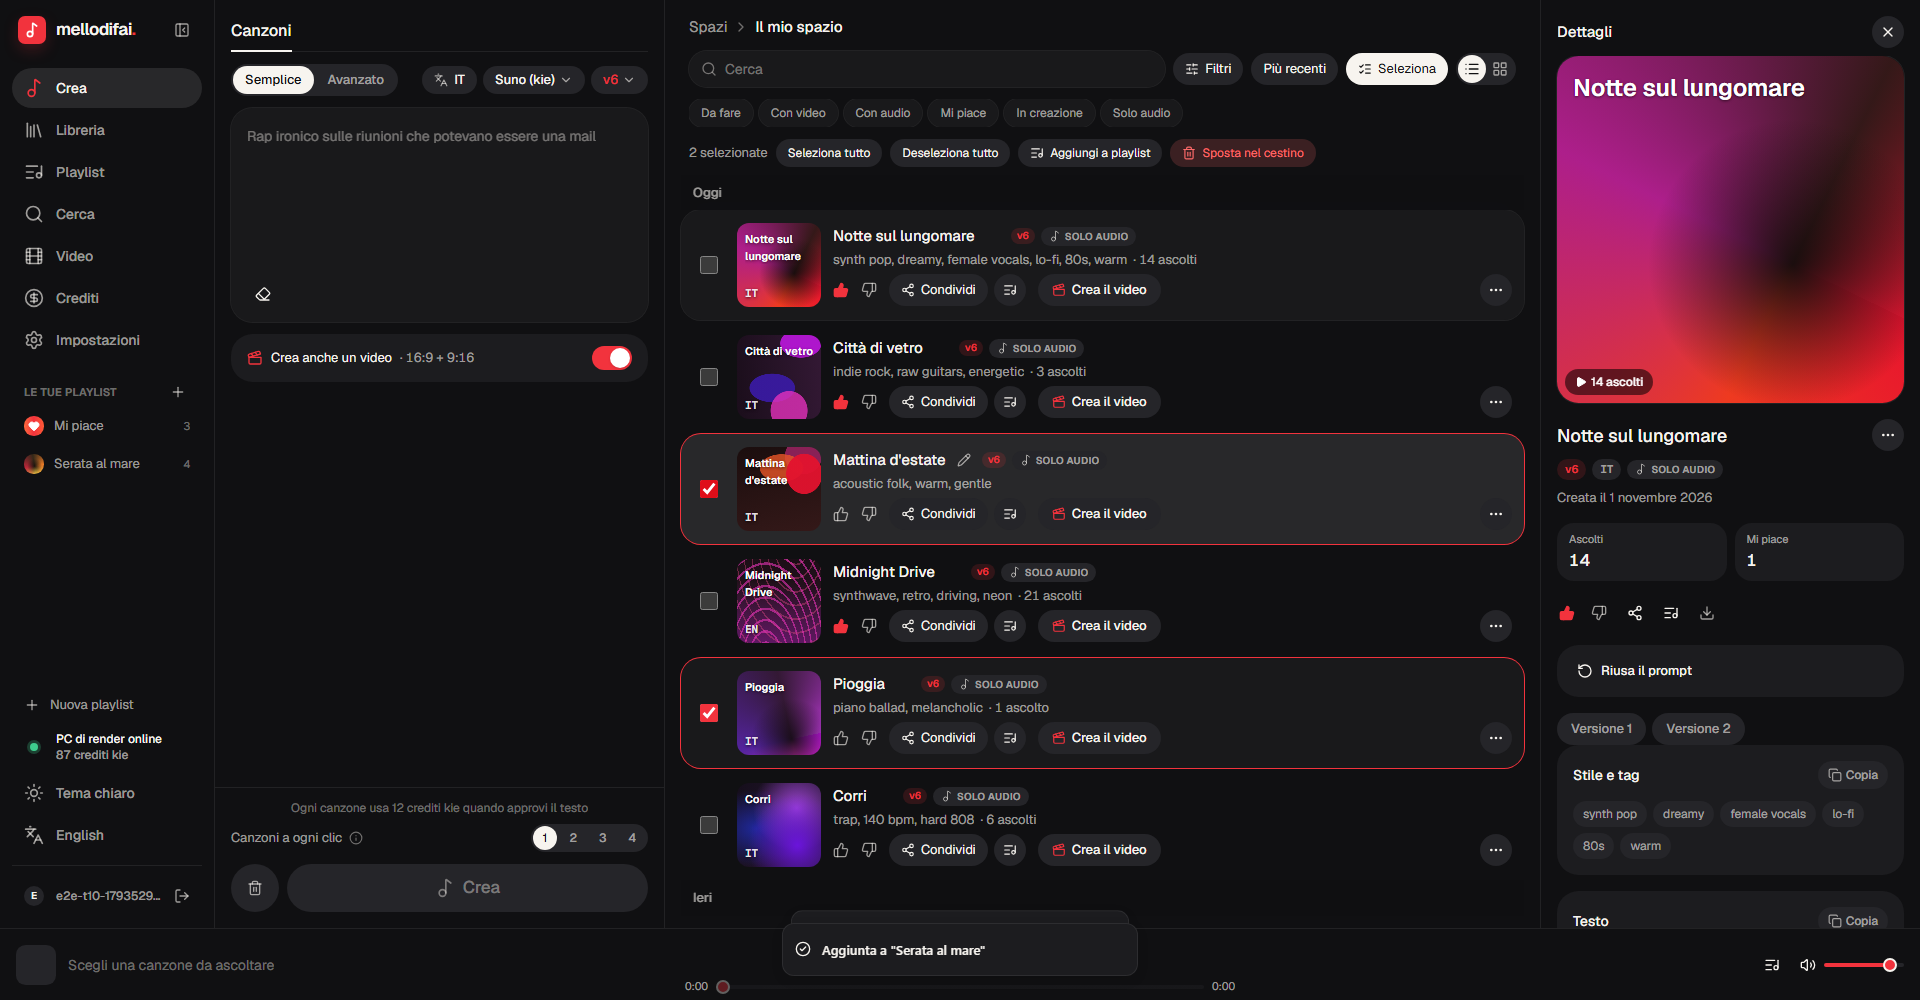 mellodifai.
Crea
Libreria
Playlist
Cerca
Video
Crediti
Impostazioni
LE TUE PLAYLIST
Mi piace 3
Serata al mare 4
Nuova playlist
PC di render online
87 crediti kie
Tema chiaro
English
E e2e-t10-1793529...
Canzoni
Semplice Avanzato IT Suno (kie) v6
Rap ironico sulle riunioni che potevano essere una mail
Crea anche un video · 16:9 + 9:16
Ogni canzone usa 12 crediti kie quando approvi il testo
Canzoni a ogni clic 1 2 3 4
Crea
Spazi > Il mio spazio
Cerca Filtri Più recenti Seleziona
Da fare Con video Con audio Mi piace In creazione Solo audio
2 selezionate Seleziona tutto Deseleziona tutto Aggiungi a playlist Sposta nel cestino
Oggi
Notte sul lungomare IT
Notte sul lungomare v6 SOLO AUDIO
synth pop, dreamy, female vocals, lo-fi, 80s, warm · 14 ascolti
Condividi Crea il video
Città di vetro IT
Città di vetro v6 SOLO AUDIO
indie rock, raw guitars, energetic · 3 ascolti
Condividi Crea il video
Mattina d'estate IT
Mattina d'estate v6 SOLO AUDIO
acoustic folk, warm, gentle
Condividi Crea il video
Midnight Drive EN
Midnight Drive v6 SOLO AUDIO
synthwave, retro, driving, neon · 21 ascolti
Condividi Crea il video
Pioggia IT
Pioggia v6 SOLO AUDIO
piano ballad, melancholic · 1 ascolto
Condividi Crea il video
Corri IT
Corri v6 SOLO AUDIO
trap, 140 bpm, hard 808 · 6 ascolti
Condividi Crea il video
Ieri
Dettagli
Notte sul lungomare
14 ascolti
Notte sul lungomare
v6 IT SOLO AUDIO
Creata il 1 novembre 2026
Ascolti Mi piace
14 1
Riusa il prompt
Versione 1 Versione 2
Stile e tag Copia
synth pop dreamy female vocals lo-fi
80s warm
Testo Copia
Scegli una canzone da ascoltare
Aggiunta a "Serata al mare"
0:00 0:00